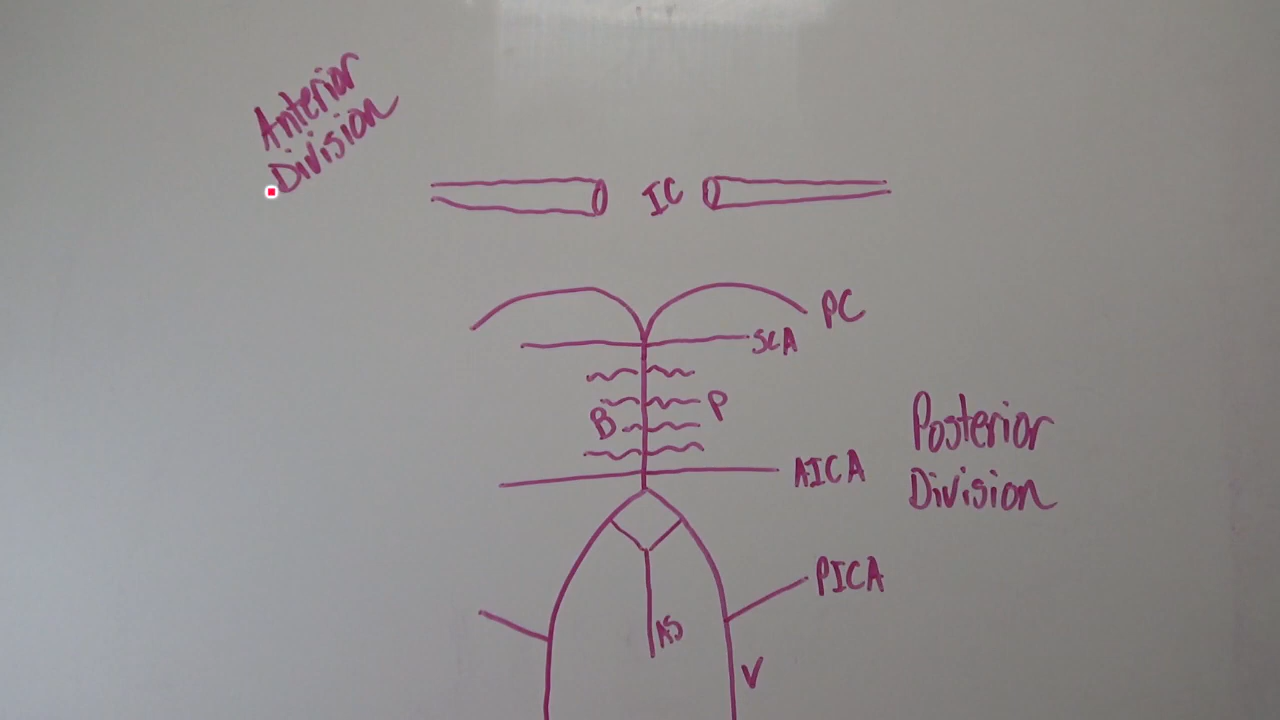 Anterior
Division
IC
PC
SCA
B
P
AICA
Posterior
Division
PICA
AS
V